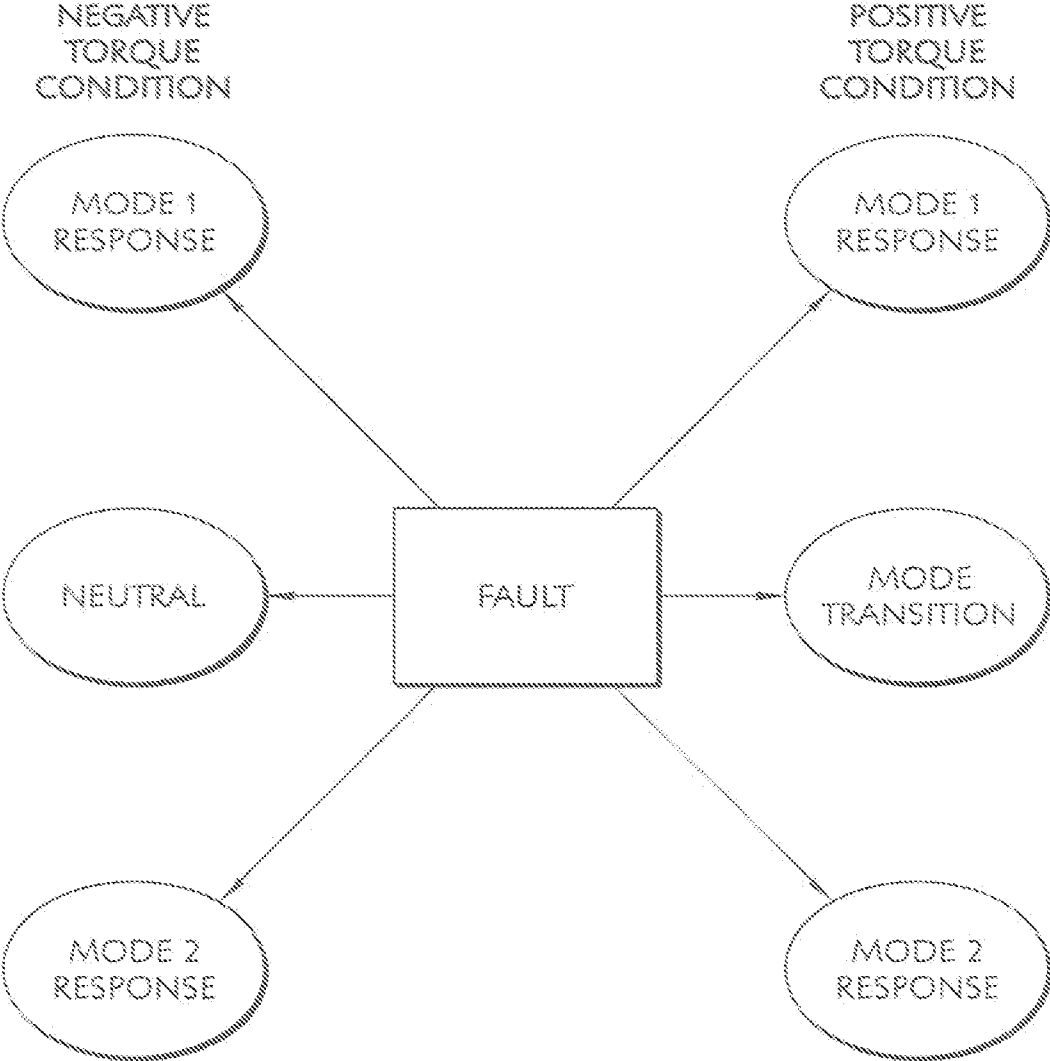 NEGATIVE
TORQUE
CONDITION
POSITIVE
TORQUE
CONDITION
MODE 1
RESPONSE
MODE 1
RESPONSE
NEUTRAL
FAULT
MODE
TRANSITION
MODE 2
RESPONSE
MODE 2
RESPONSE